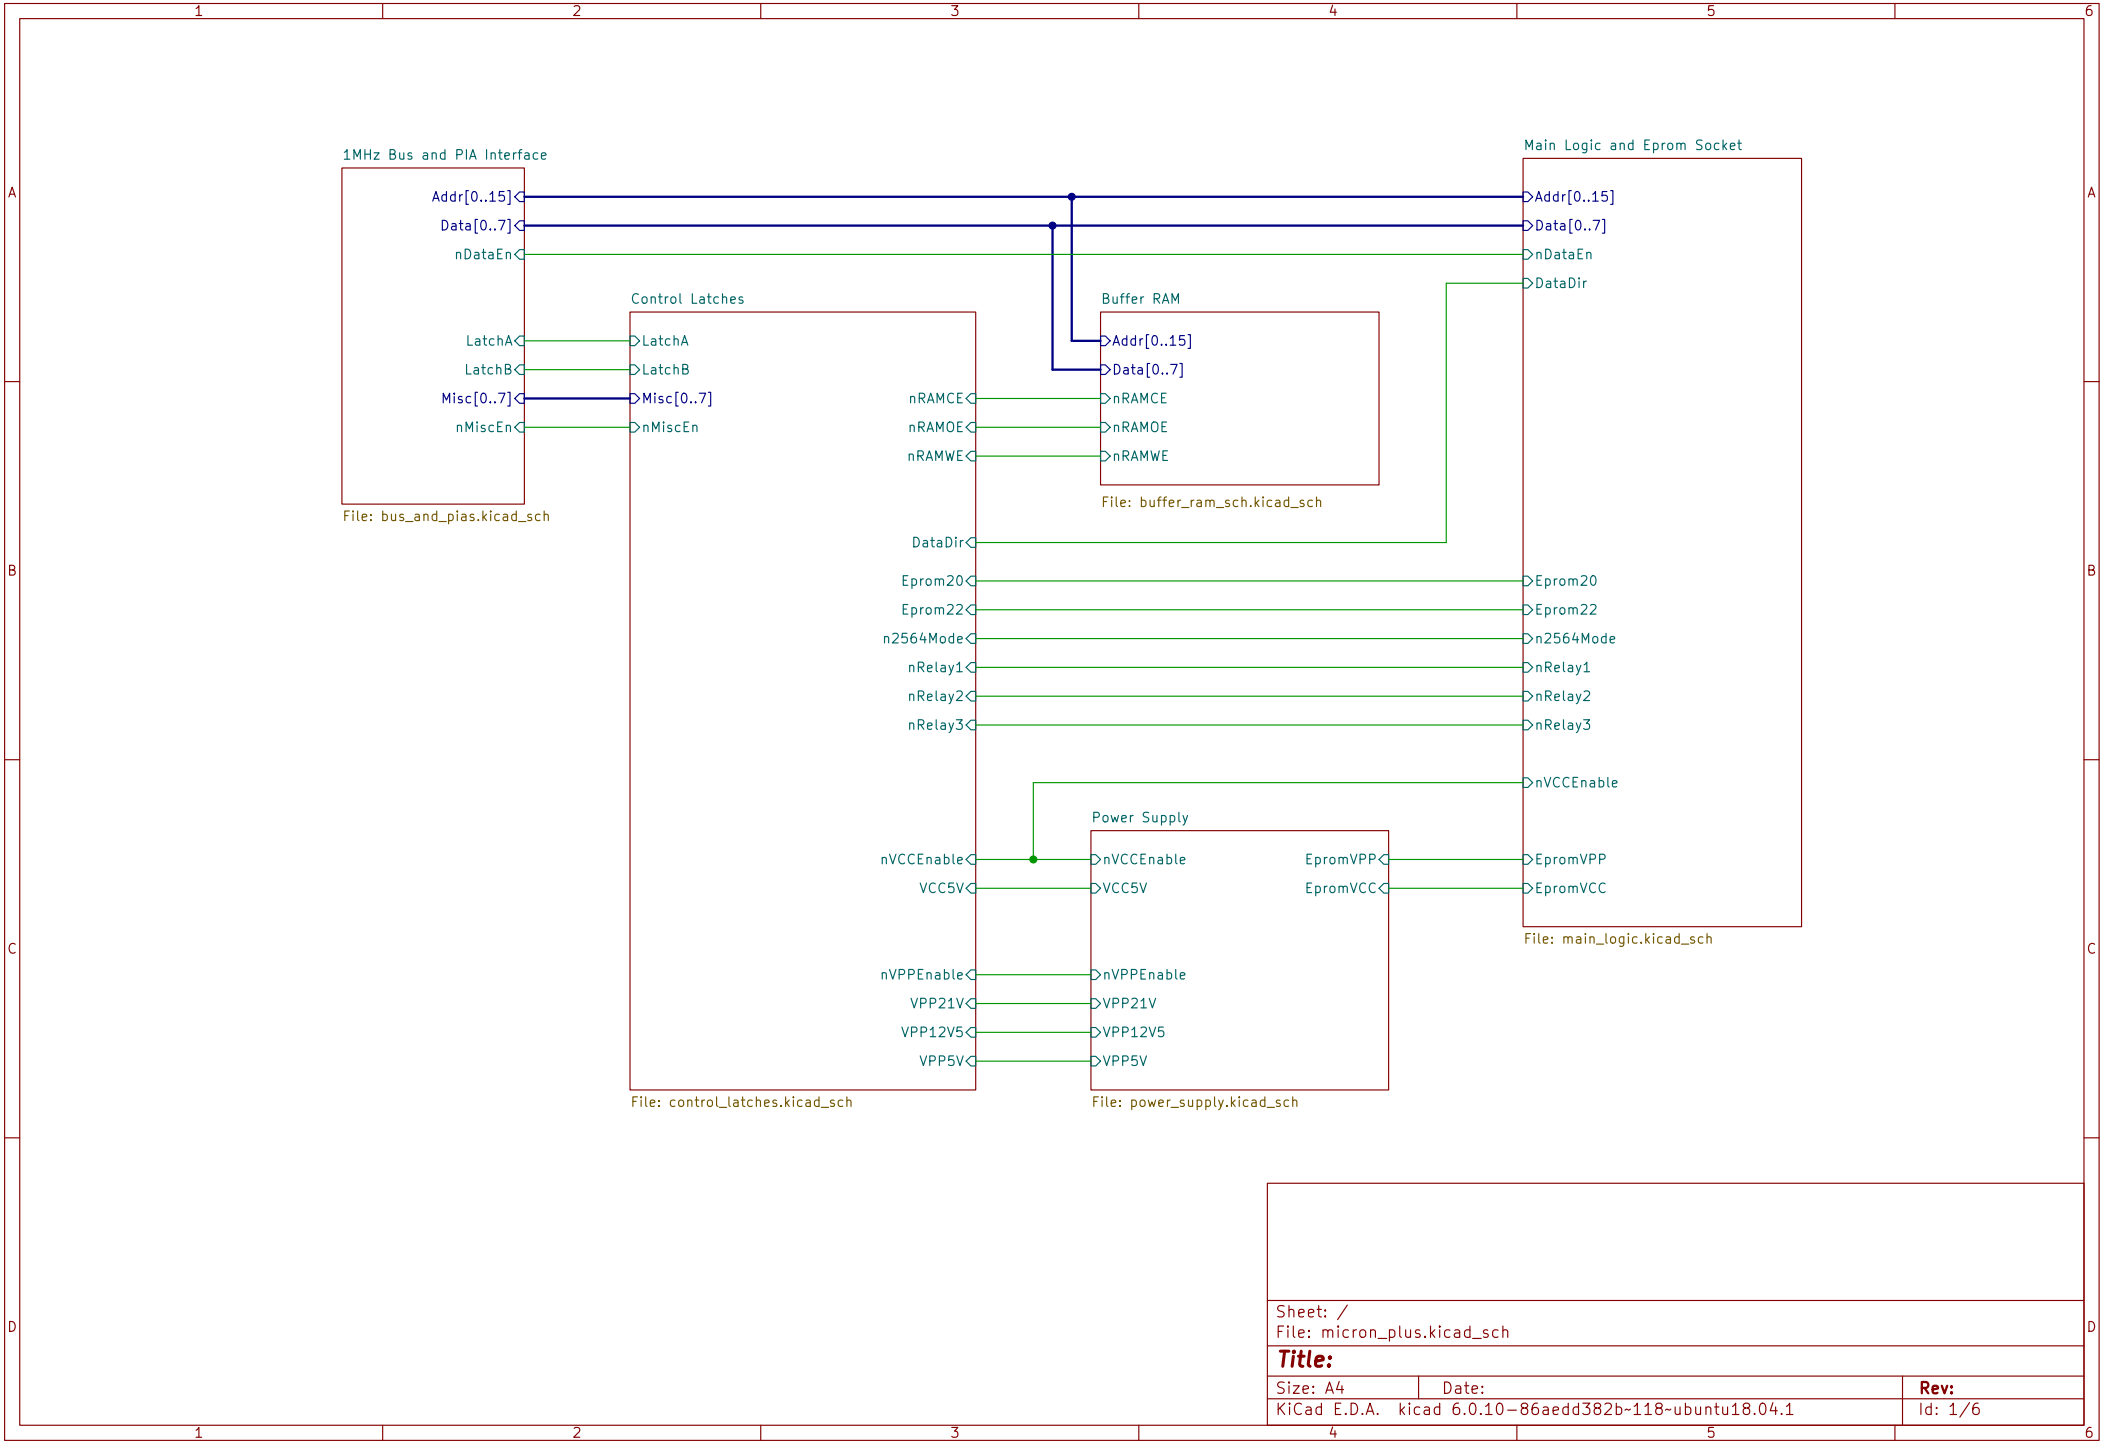 1 2 3 4 5 6
A A
B B
C C
D D
1MHz Bus and PIA Interface
Addr[0..15]
Data[0..7]
nDataEn
LatchA
LatchB
Misc[0..7]
nMiscEn
File: bus_and_pias.kicad_sch
Control Latches
LatchA
LatchB
Misc[0..7]
nMiscEn
nRAMCE
nRAMOE
nRAMWE
DataDir
Eprom20
Eprom22
n2564Mode
nRelay1
nRelay2
nRelay3
nVCCEnable
VCC5V
nVPPEnable
VPP21V
VPP12V5
VPP5V
File: control_latches.kicad_sch
Buffer RAM
Addr[0..15]
Data[0..7]
nRAMCE
nRAMOE
nRAMWE
File: buffer_ram_sch.kicad_sch
Power Supply
nVCCEnable
VCC5V
nVPPEnable
VPP21V
VPP12V5
VPP5V
EpromVPP
EpromVCC
File: power_supply.kicad_sch
Main Logic and Eprom Socket
Addr[0..15]
Data[0..7]
nDataEn
DataDir
Eprom20
Eprom22
n2564Mode
nRelay1
nRelay2
nRelay3
nVCCEnable
EpromVPP
EpromVCC
File: main_logic.kicad_sch
Sheet: /
File: micron_plus.kicad_sch
Title:
Size: A4 Date: Rev:
KiCad E.D.A. kicad 6.0.10-86aedd382b~118~ubuntu18.04.1 Id: 1/6
1 2 3 4 5 6